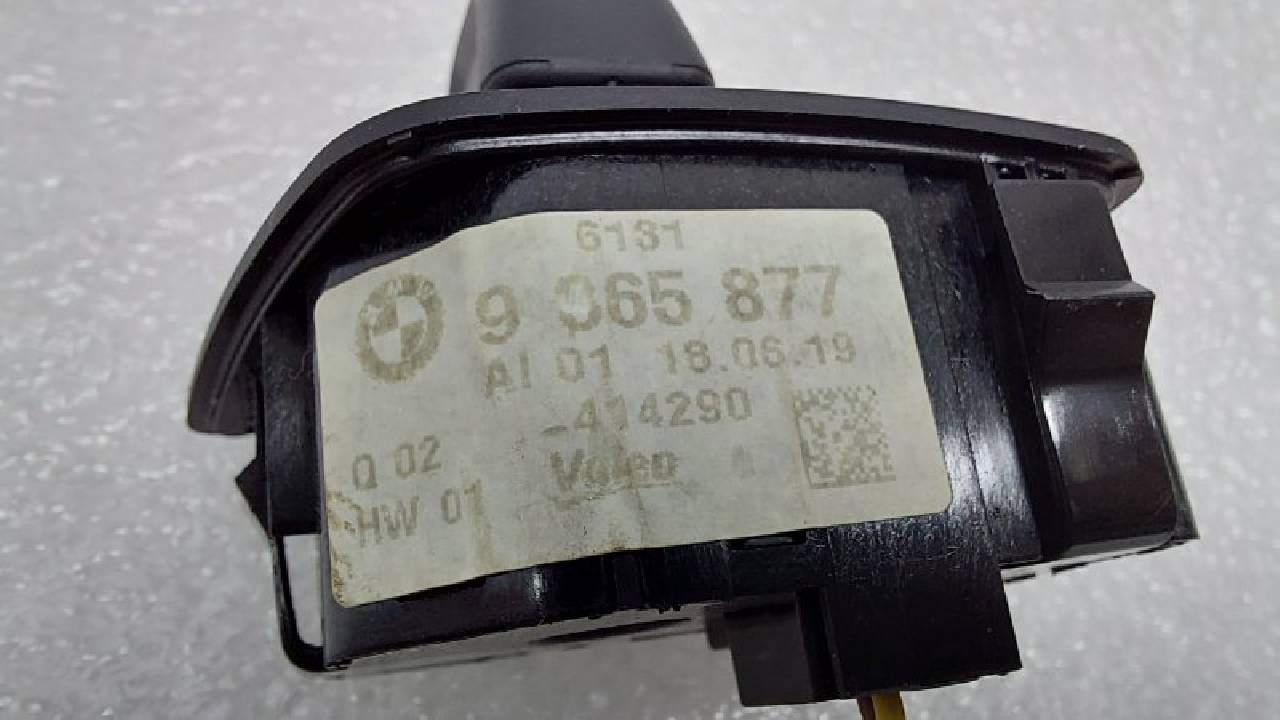 6131
9 365 877
AI 01 18.06.19
-414290
Q 02
Valeo
HW 01